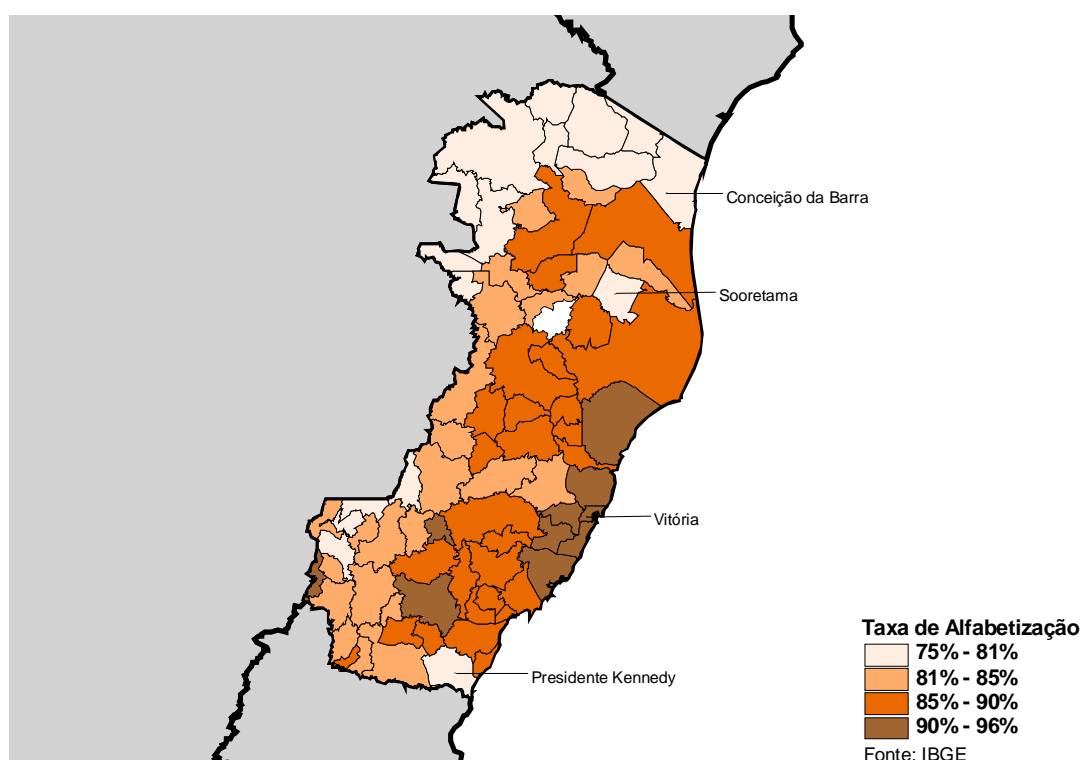 Conceição da Barra
Sooretama
Vitória
Presidente Kennedy
Taxa de Alfabetização
75% - 81%
81% - 85%
85% - 90%
90% - 96%
Fonte: IBGE